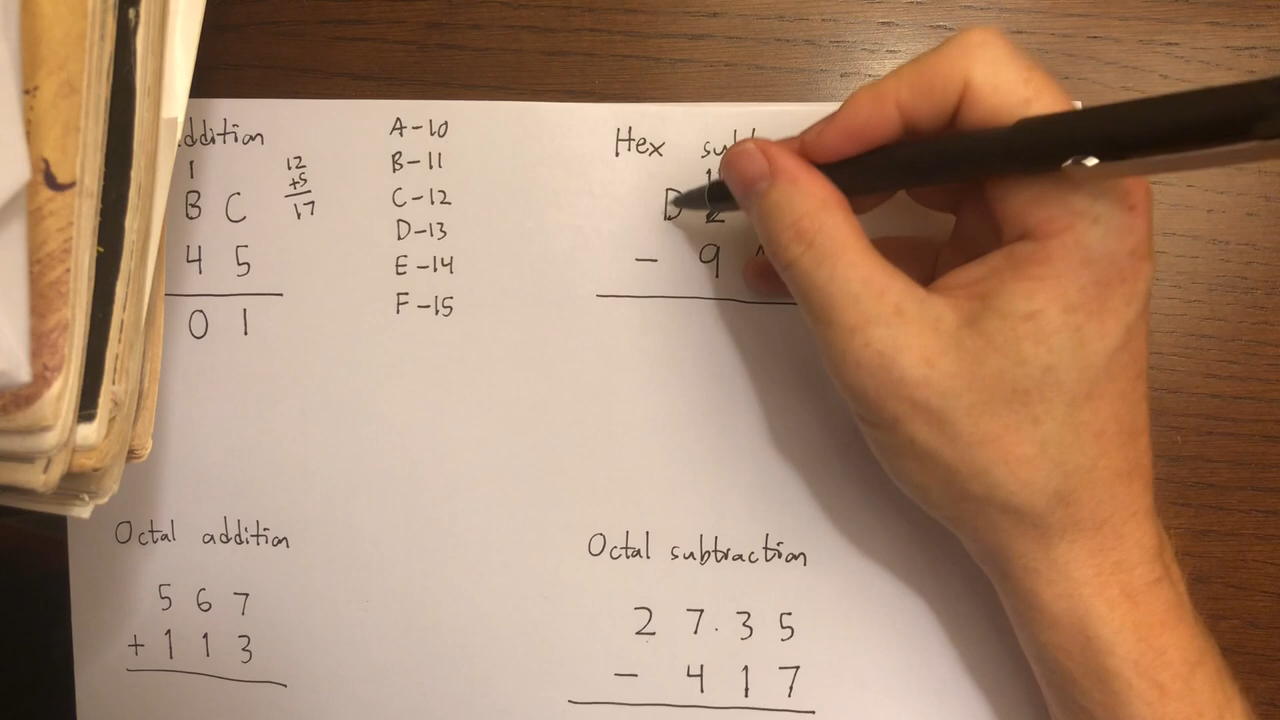 ddition
1
B C
4 5
0 1
12
+5
17
A-10
B-11
C-12
D-13
E-14
F-15
Hex
D 2
- 9
Octal addition
5 6 7
+ 1 1 3
Octal subtraction
2 7.3 5
- 4 1 7